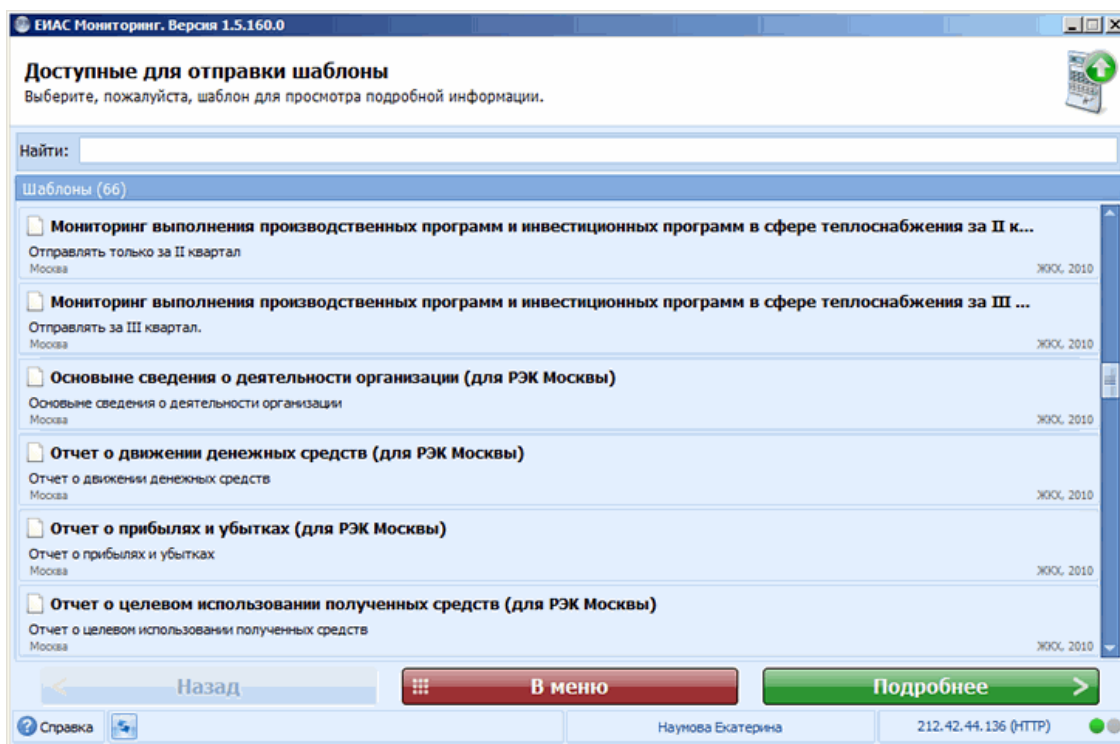 ЕИАС Мониторинг. Версия 1.5.160.0
Доступные для отправки шаблоны
Выберите, пожалуйста, шаблон для просмотра подробной информации.
Найти:
Шаблоны (66)
Мониторинг выполнения производственных программ и инвестиционных программ в сфере теплоснабжения за II к...
Отправлять только за II квартал
Москва
ЖКХ, 2010
Мониторинг выполнения производственных программ и инвестиционных программ в сфере теплоснабжения за III ...
Отправлять за III квартал.
Москва
ЖКХ, 2010
Основыне сведения о деятельности организации (для РЭК Москвы)
Основыне сведения о деятельности организации
Москва
ЖКХ, 2010
Отчет о движении денежных средств (для РЭК Москвы)
Отчет о движении денежных средств
Москва
ЖКХ, 2010
Отчет о прибылях и убытках (для РЭК Москвы)
Отчет о прибылях и убытках
Москва
ЖКХ, 2010
Отчет о целевом использовании полученных средств (для РЭК Москвы)
Отчет о целевом использовании полученных средств
Москва
ЖКХ, 2010
Назад
В меню
Подробнее
Справка
Наумова Екатерина
212.42.44.136 (HTTP)